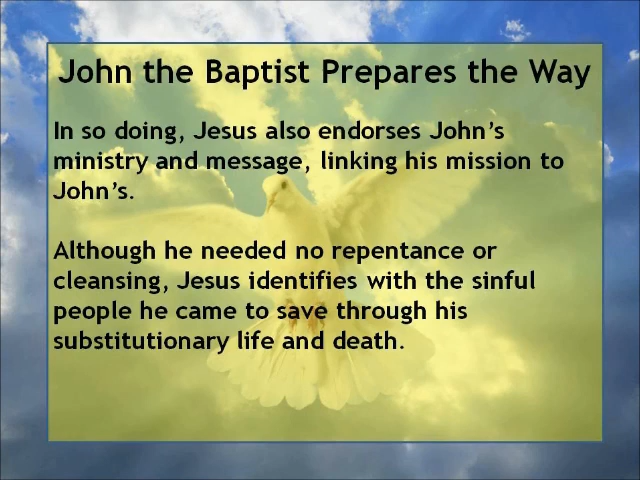 John the Baptist Prepares the Way
In so doing, Jesus also endorses John’s
ministry and message, linking his mission to
John’s.
Although he needed no repentance or
cleansing, Jesus identifies with the sinful
people he came to save through his
substitutionary life and death.